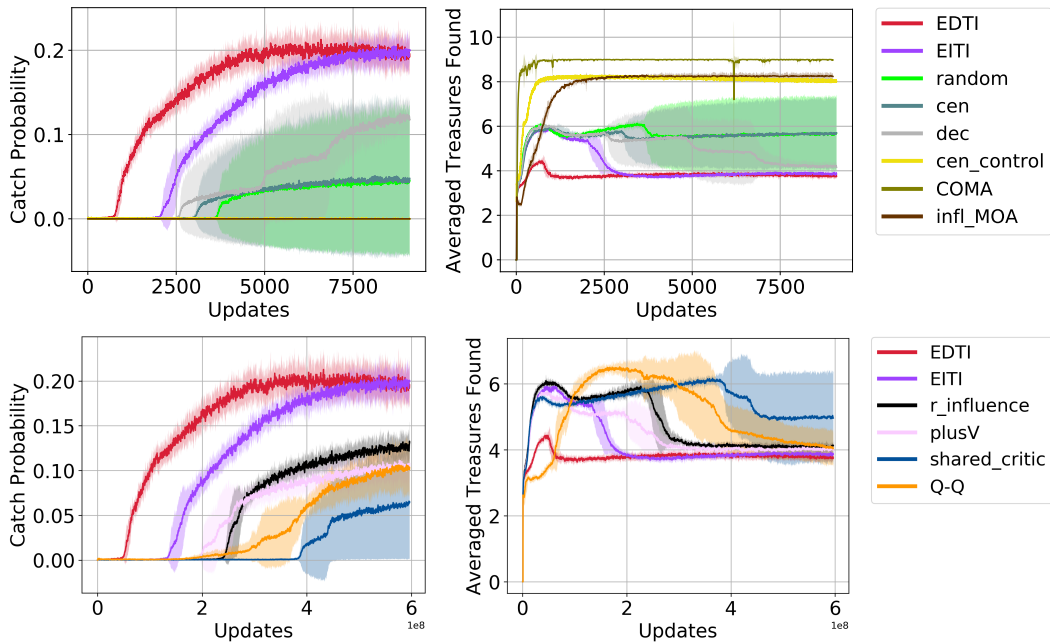 Catch Probability
0.2
0.1
0.0
0
2500
5000
7500
Updates
Averaged Treasures Found
10
8
6
4
2
0
0
2500
5000
7500
Updates
EDTI
EITI
random
cen
dec
cen_control
COMA
infl_MOA
Catch Probability
0.20
0.15
0.10
0.05
0.00
0
2
4
6
1e8
Updates
Averaged Treasures Found
6
4
2
0
0
2
4
6
1e8
Updates
EDTI
EITI
r_influence
plusV
shared_critic
Q-Q